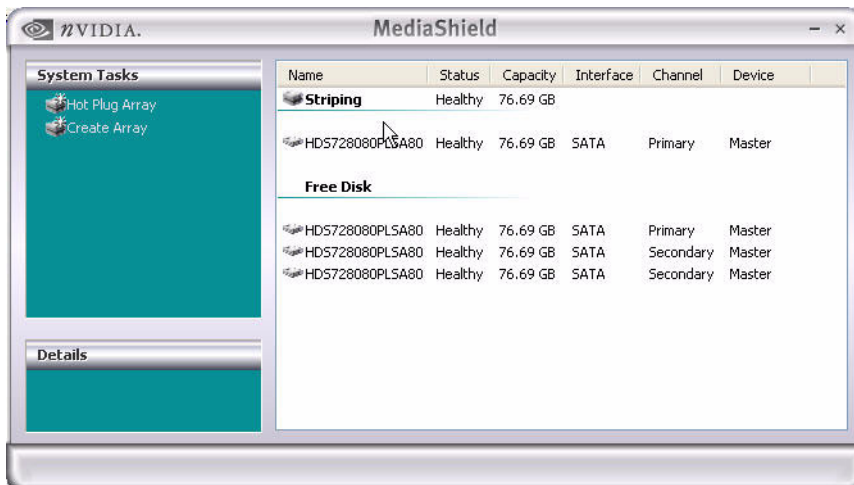 nVIDIA.
MediaShield
System Tasks
Hot Plug Array
Create Array
Details
Name Status Capacity Interface Channel Device
Striping Healthy 76.69 GB
HDS728080PLSA80 Healthy 76.69 GB SATA Primary Master
Free Disk
HDS728080PLSA80 Healthy 76.69 GB SATA Primary Master
HDS728080PLSA80 Healthy 76.69 GB SATA Secondary Master
HDS728080PLSA80 Healthy 76.69 GB SATA Secondary Master